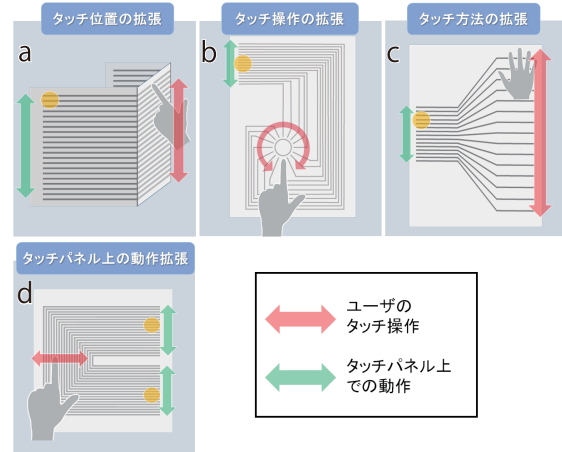 タッチ位置の拡張
タッチ操作の拡張
タッチ方法の拡張
a
b
c
タッチパネル上の動作拡張
d
ユーザの
タッチ操作
タッチパネル上
での動作